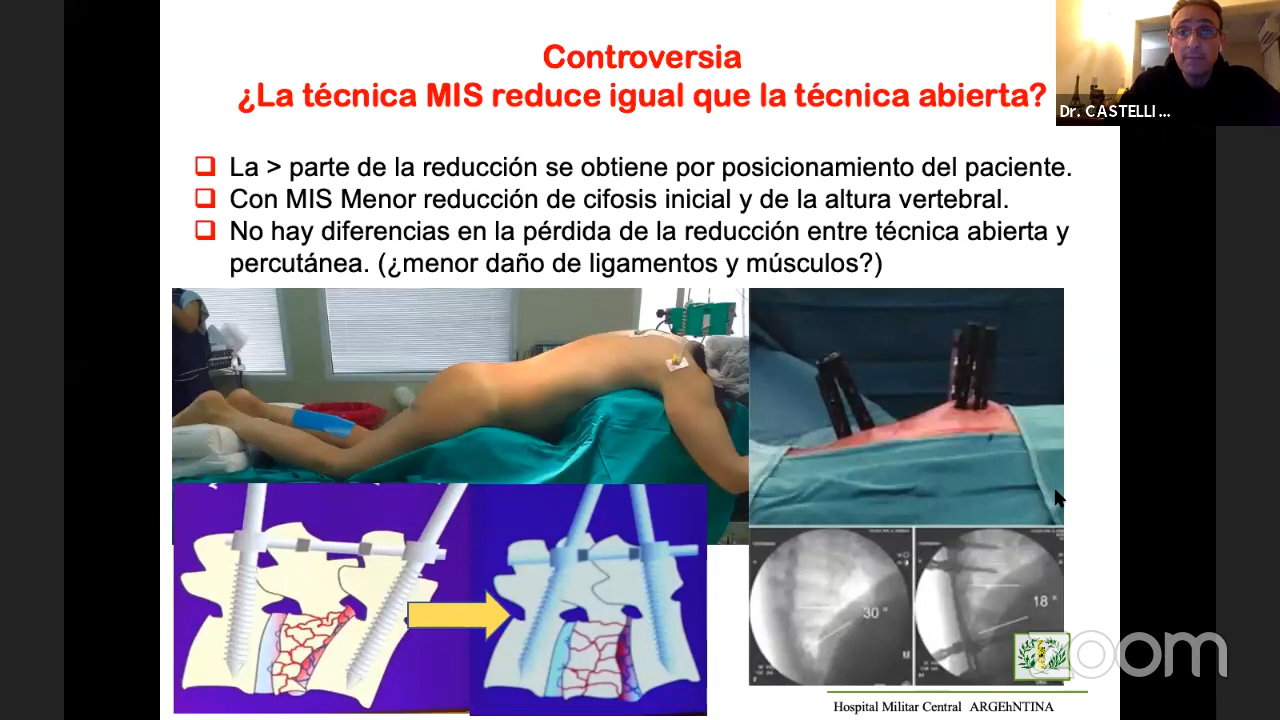 Controversia
¿La técnica MIS reduce igual que la técnica abierta?
Dr. CASTELLI ...
❑ La > parte de la reducción se obtiene por posicionamiento del paciente.
❑ Con MIS Menor reducción de cifosis inicial y de la altura vertebral.
❑ No hay diferencias en la pérdida de la reducción entre técnica abierta y
percutánea. (¿menor daño de ligamentos y músculos?)
30 °
18 °
zoom
Hospital Militar Central ARGEhNTINA